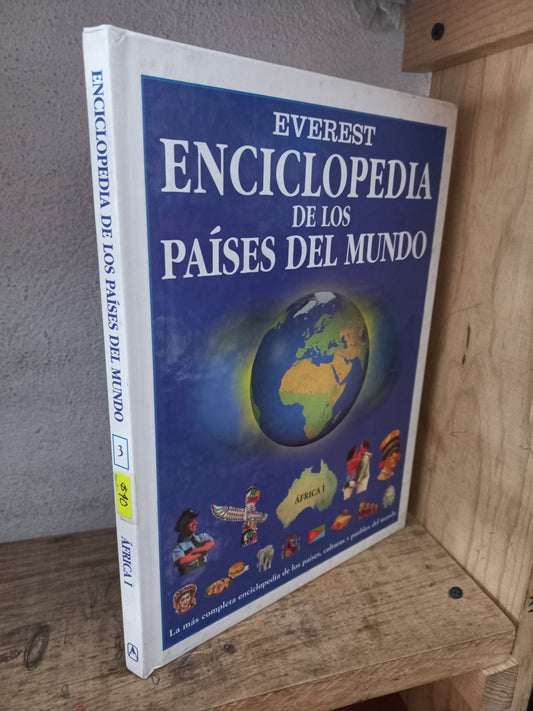 EVEREST
ENCICLOPEDIA
DE LOS
PAÍSES DEL MUNDO
ÁFRICA I
La más completa enciclopedia de los países, culturas y pueblos del mundo
ENCICLOPEDIA DE LOS PAÍSES DEL MUNDO
3
ÁFRICA I